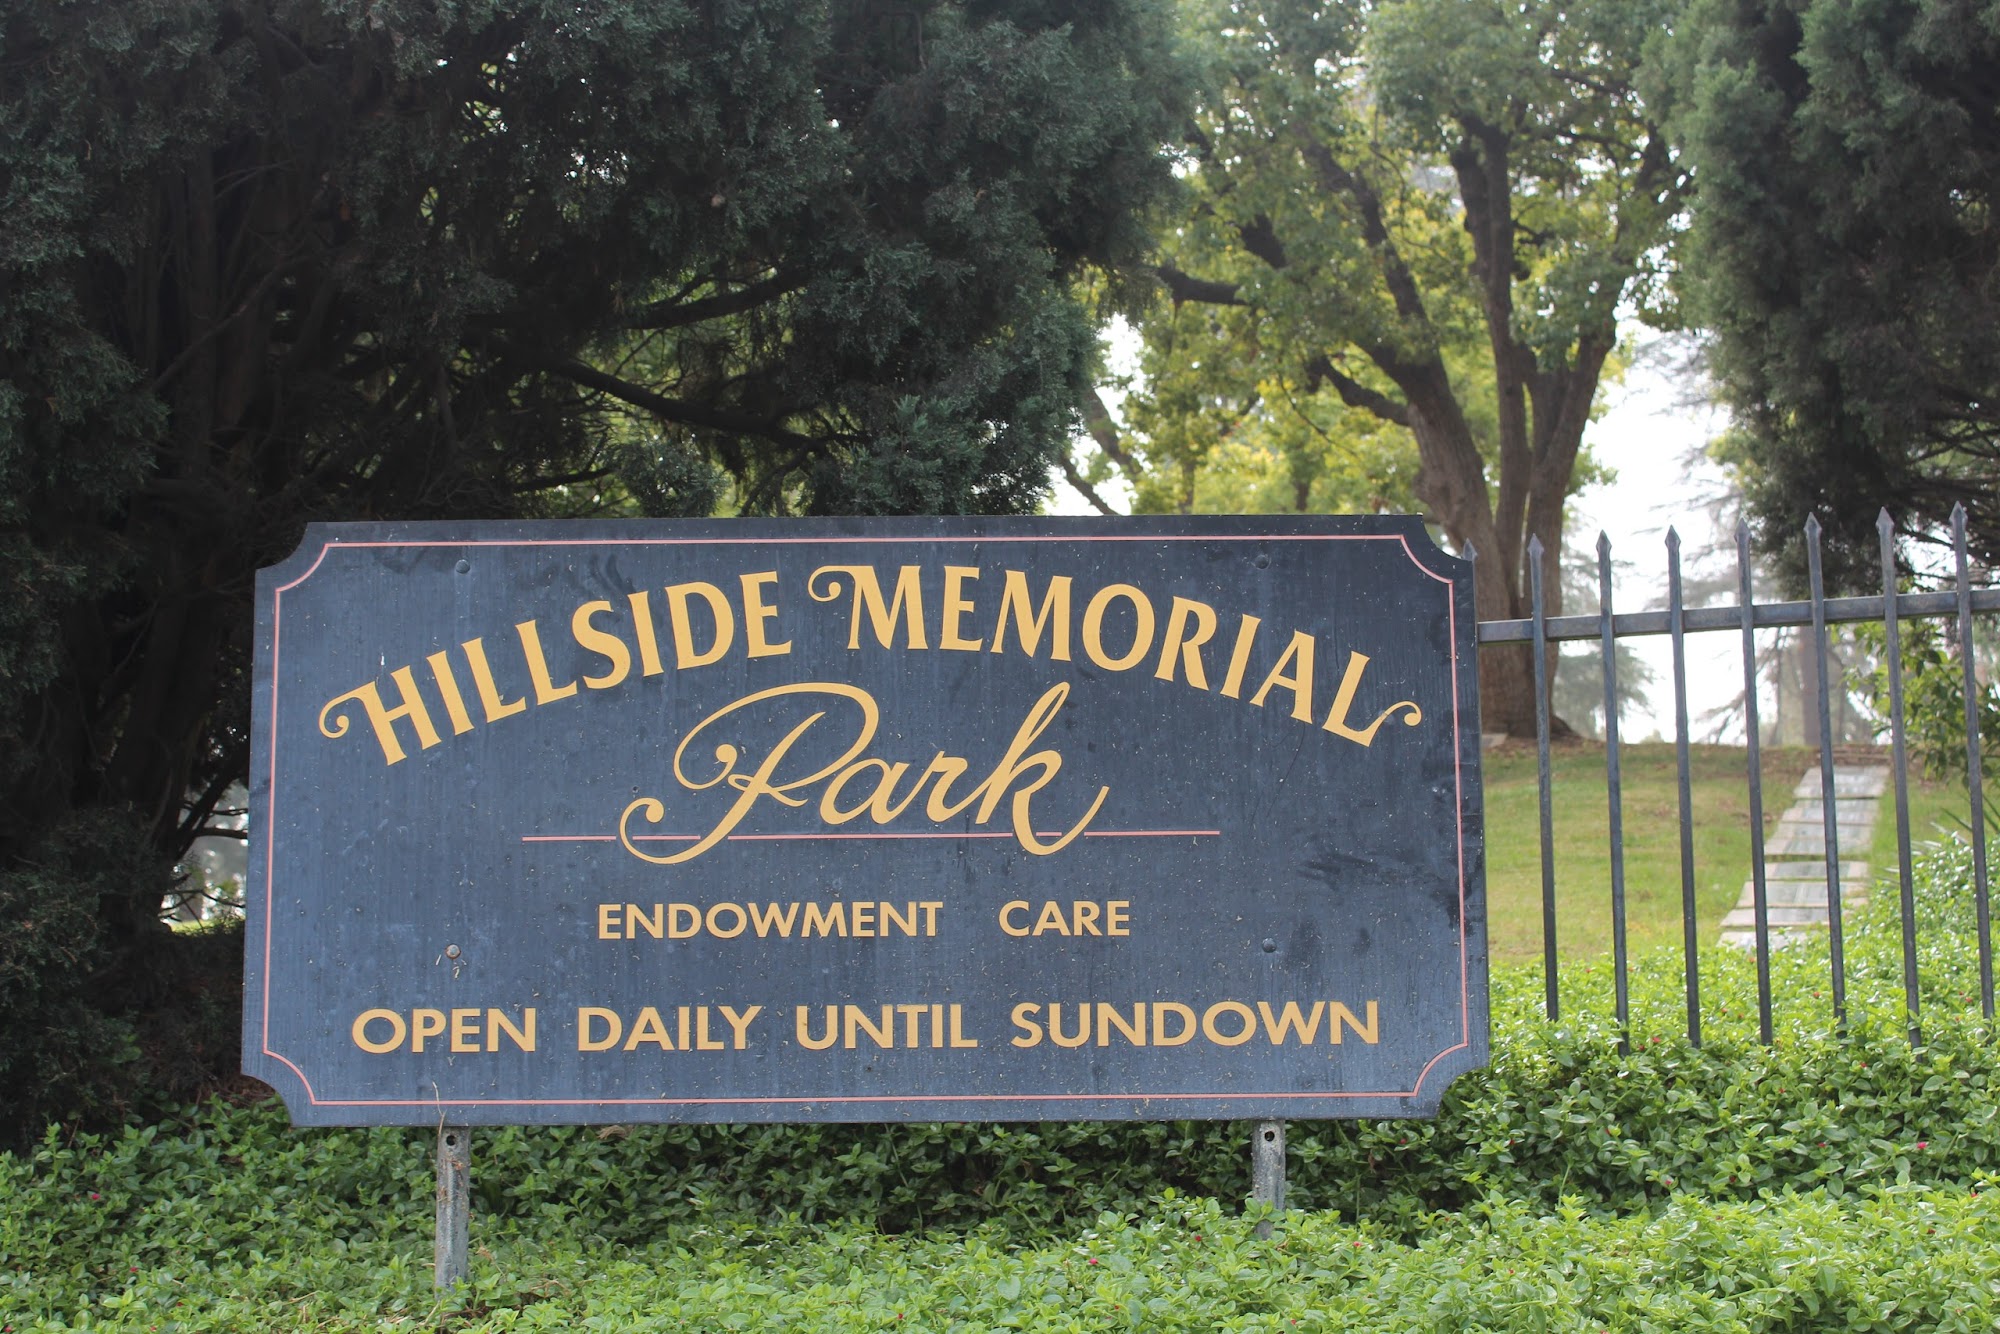 HILLSIDE MEMORIAL
Park
ENDOWMENT CARE
OPEN DAILY UNTIL SUNDOWN